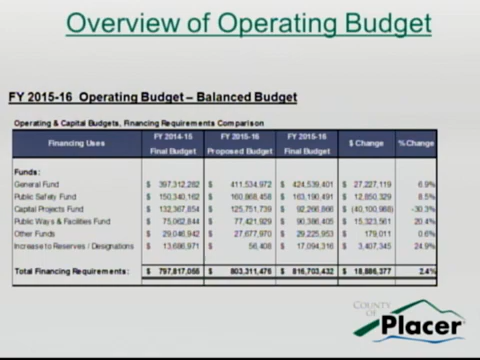 Overview of Operating Budget
FY 2015-16 Operating Budget – Balanced Budget
Operating & Capital Budgets, Financing Requirements Comparison
Financing Uses FY 2014-15 Final Budget FY 2015-16 Proposed Budget FY 2015-16 Final Budget $ Change % Change
Funds:
General Fund $ 397,312,282 $ 411,534,972 $ 424,539,401 $ 27,227,119 6.9%
Public Safety Fund $ 150,340,162 $ 160,868,458 $ 163,190,491 $ 12,850,329 8.5%
Capital Projects Fund $ 132,367,854 $ 125,751,739 $ 92,266,866 $ (40,100,988) -30.3%
Public Ways & Facilities Fund $ 75,062,844 $ 77,421,929 $ 90,386,405 $ 15,323,561 20.4%
Other Funds $ 29,046,942 $ 27,677,970 $ 29,225,953 $ 179,011 0.6%
Increase to Reserves / Designations $ 13,686,971 $ 56,408 $ 17,094,316 $ 3,407,345 24.9%
Total Financing Requirements: $ 797,817,055 $ 803,311,476 $ 816,703,432 $ 18,886,377 2.4%
COUNTY
OF
Placer